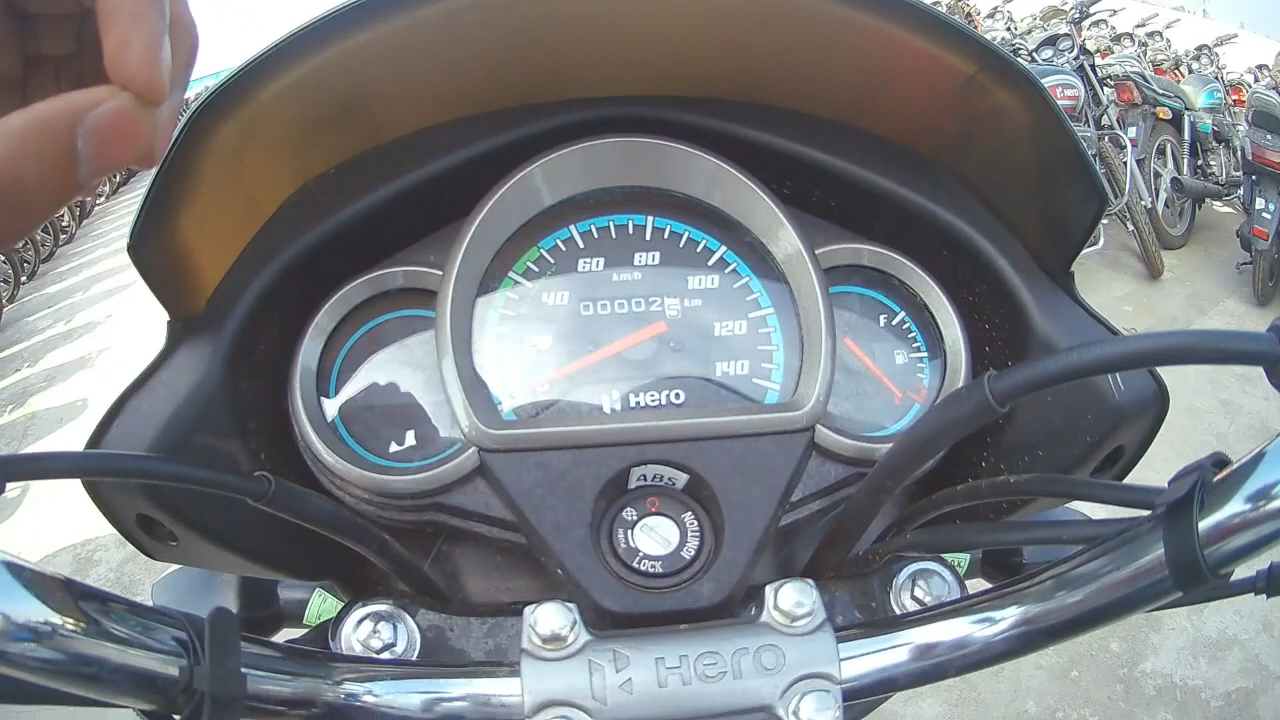 60 80
km/h
40 100
00002 km
120
140
Hero
F
ABS
IGNITION
LOCK
Hero
Hero